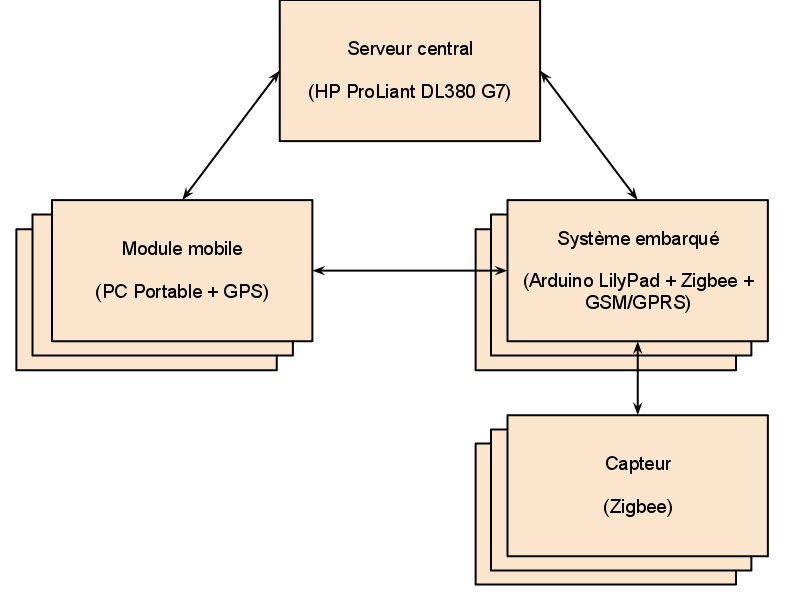 Serveur central
(HP ProLiant DL380 G7)
Module mobile
(PC Portable + GPS)
Système embarqué
(Arduino LilyPad + Zigbee +
GSM/GPRS)
Capteur
(Zigbee)